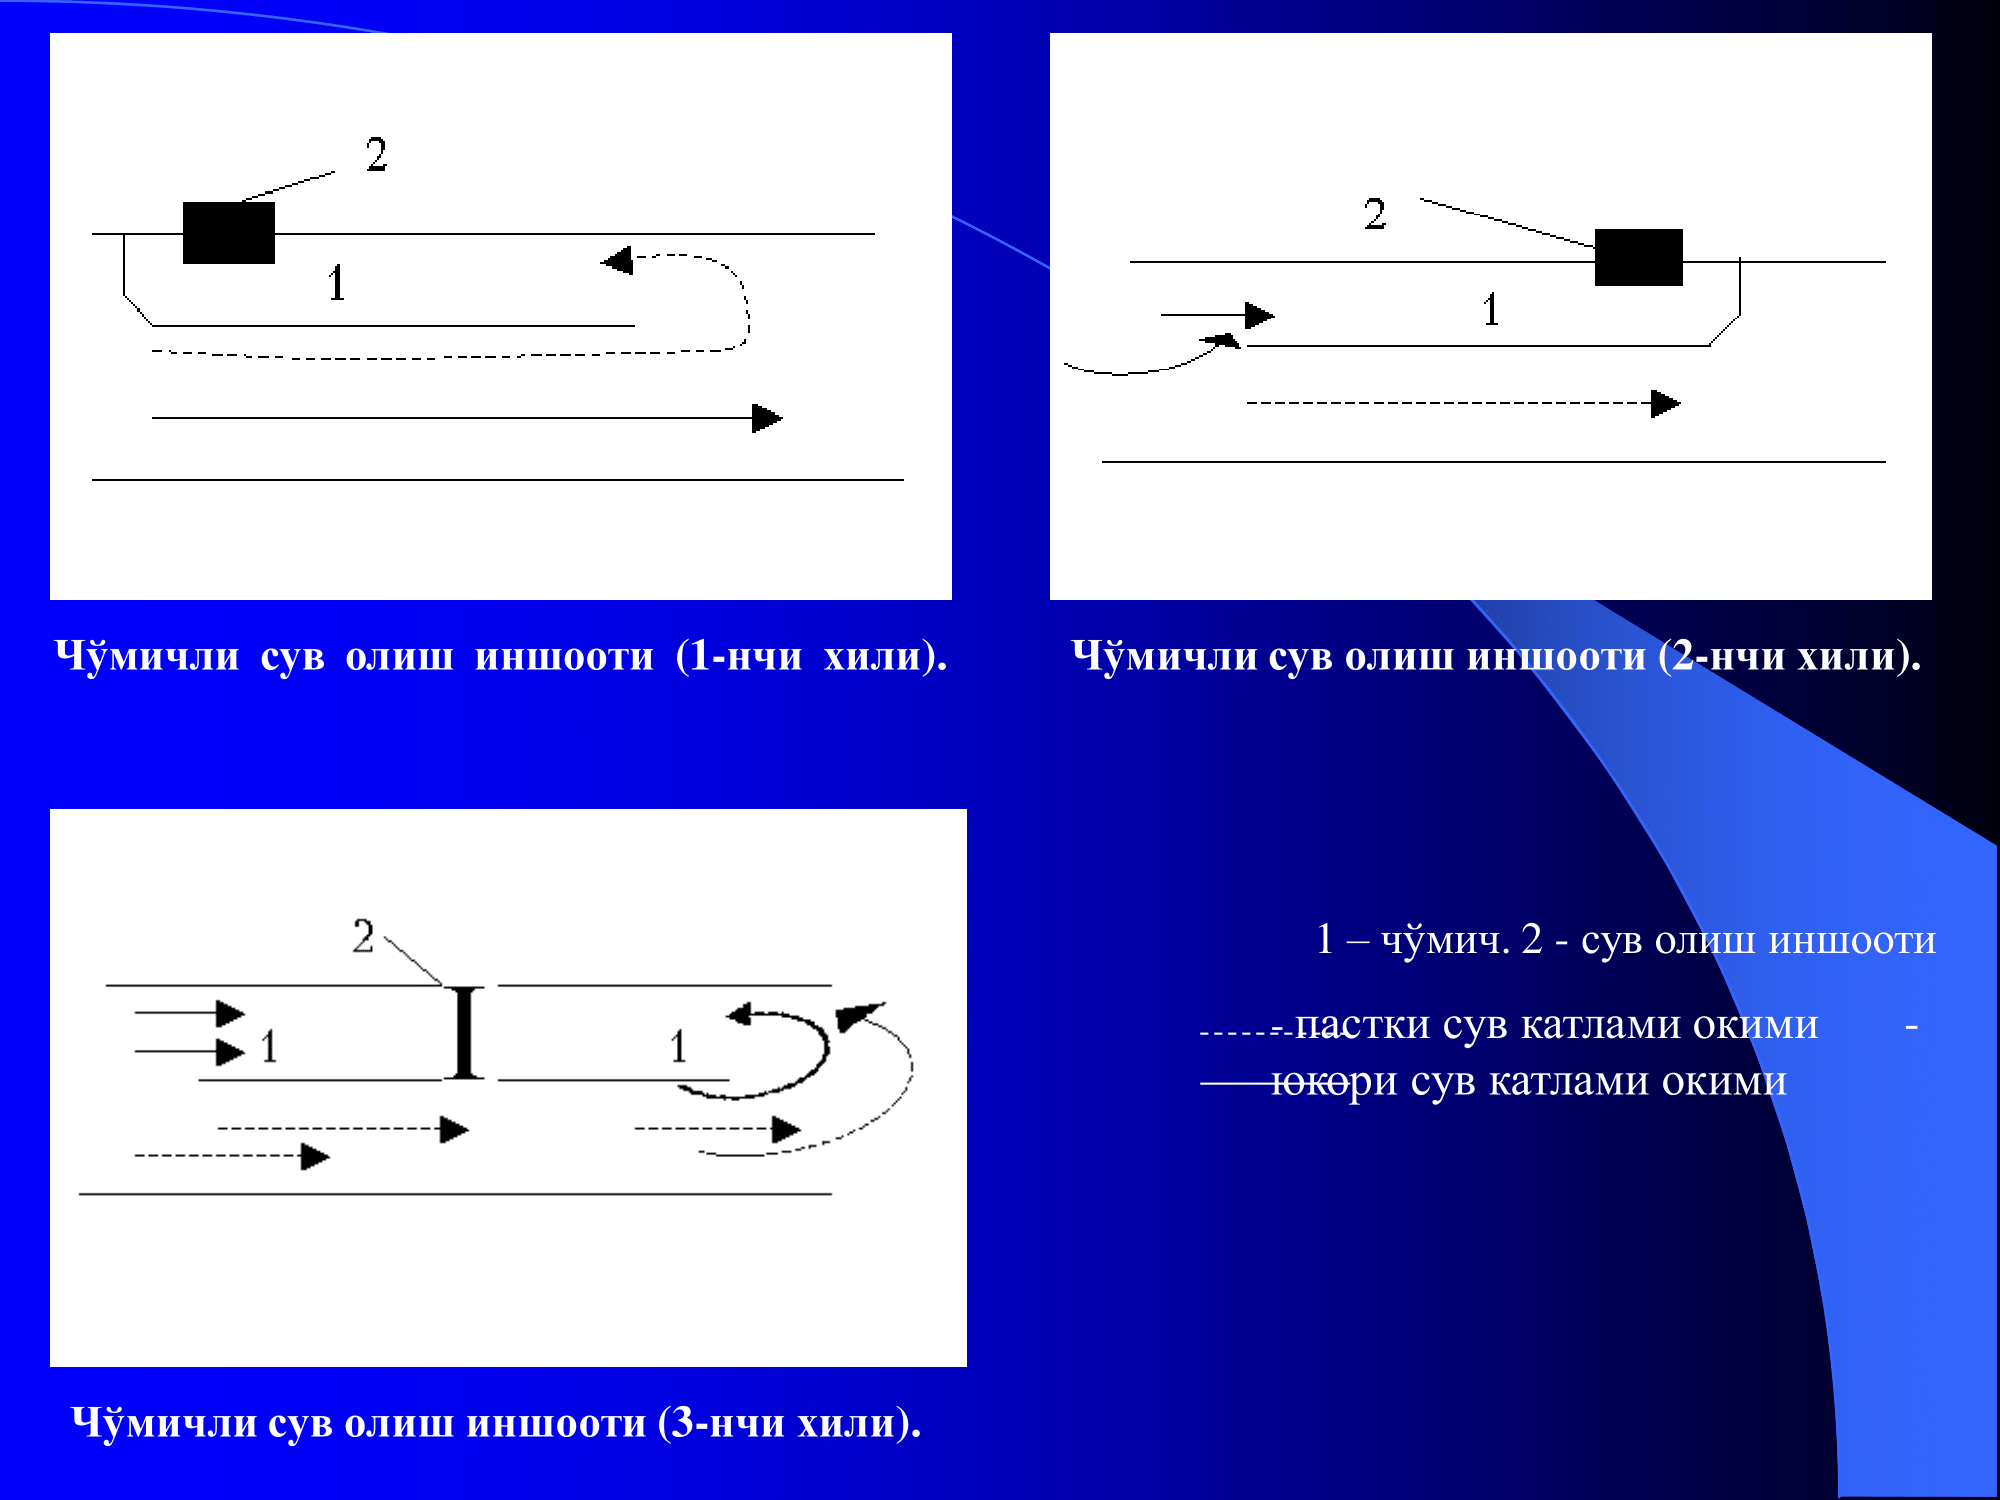 2
1
Чўмичли сув олиш иншооти (1-нчи хили).
2
1
Чўмичли сув олиш иншооти (2-нчи хили).
2
1 1
Чўмичли сув олиш иншооти (3-нчи хили).
1 – чўмич. 2 - сув олиш иншооти
- пастки сув катлами окими -
юкори сув катлами окими